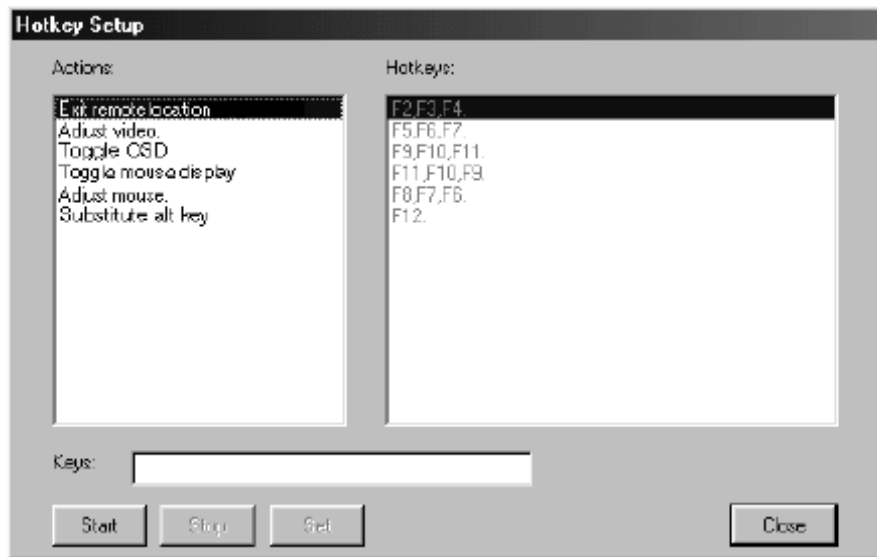 Hotkey Setup
Actions:
Exit remote location
Adjust video.
Toggle OSD
Toggle mouse display
Adjust mouse.
Substitute alt key
Hotkeys:
F2,F3,F4.
F5,F6,F7.
F9,F10,F11.
F11,F10,F9.
F8,F7,F6.
F12.
Keys:
Start
Stop
Set
Close